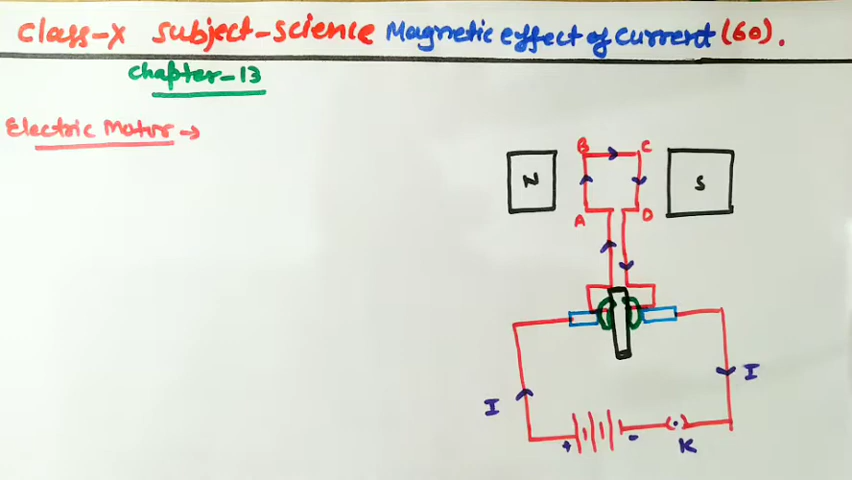 Class-X Subject-Science Magnetic effect of current (60).
Chapter-13
Electric Motor →
B C
N S
A D
I I
+ - K